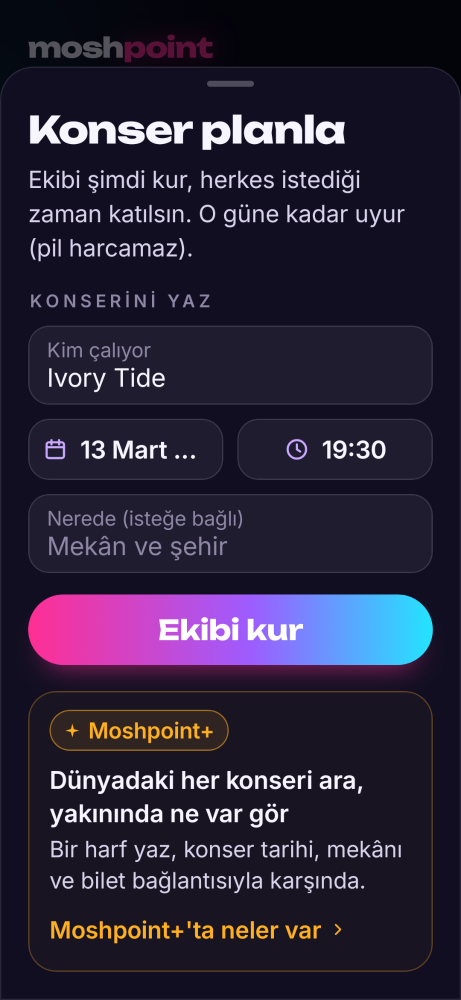 moshpoint
Konser planla
Ekibi şimdi kur, herkes istediği
zaman katılsın. O güne kadar uyur
(pil harcamaz).
KONSERİNİ YAZ
Kim çalıyor
Ivory Tide
13 Mart ...
19:30
Nerede (isteğe bağlı)
Mekân ve şehir
Ekibi kur
Moshpoint+
Dünyadaki her konseri ara,
yakınında ne var gör
Bir harf yaz, konser tarihi, mekânı
ve bilet bağlantısıyla karşında.
Moshpoint+'ta neler var